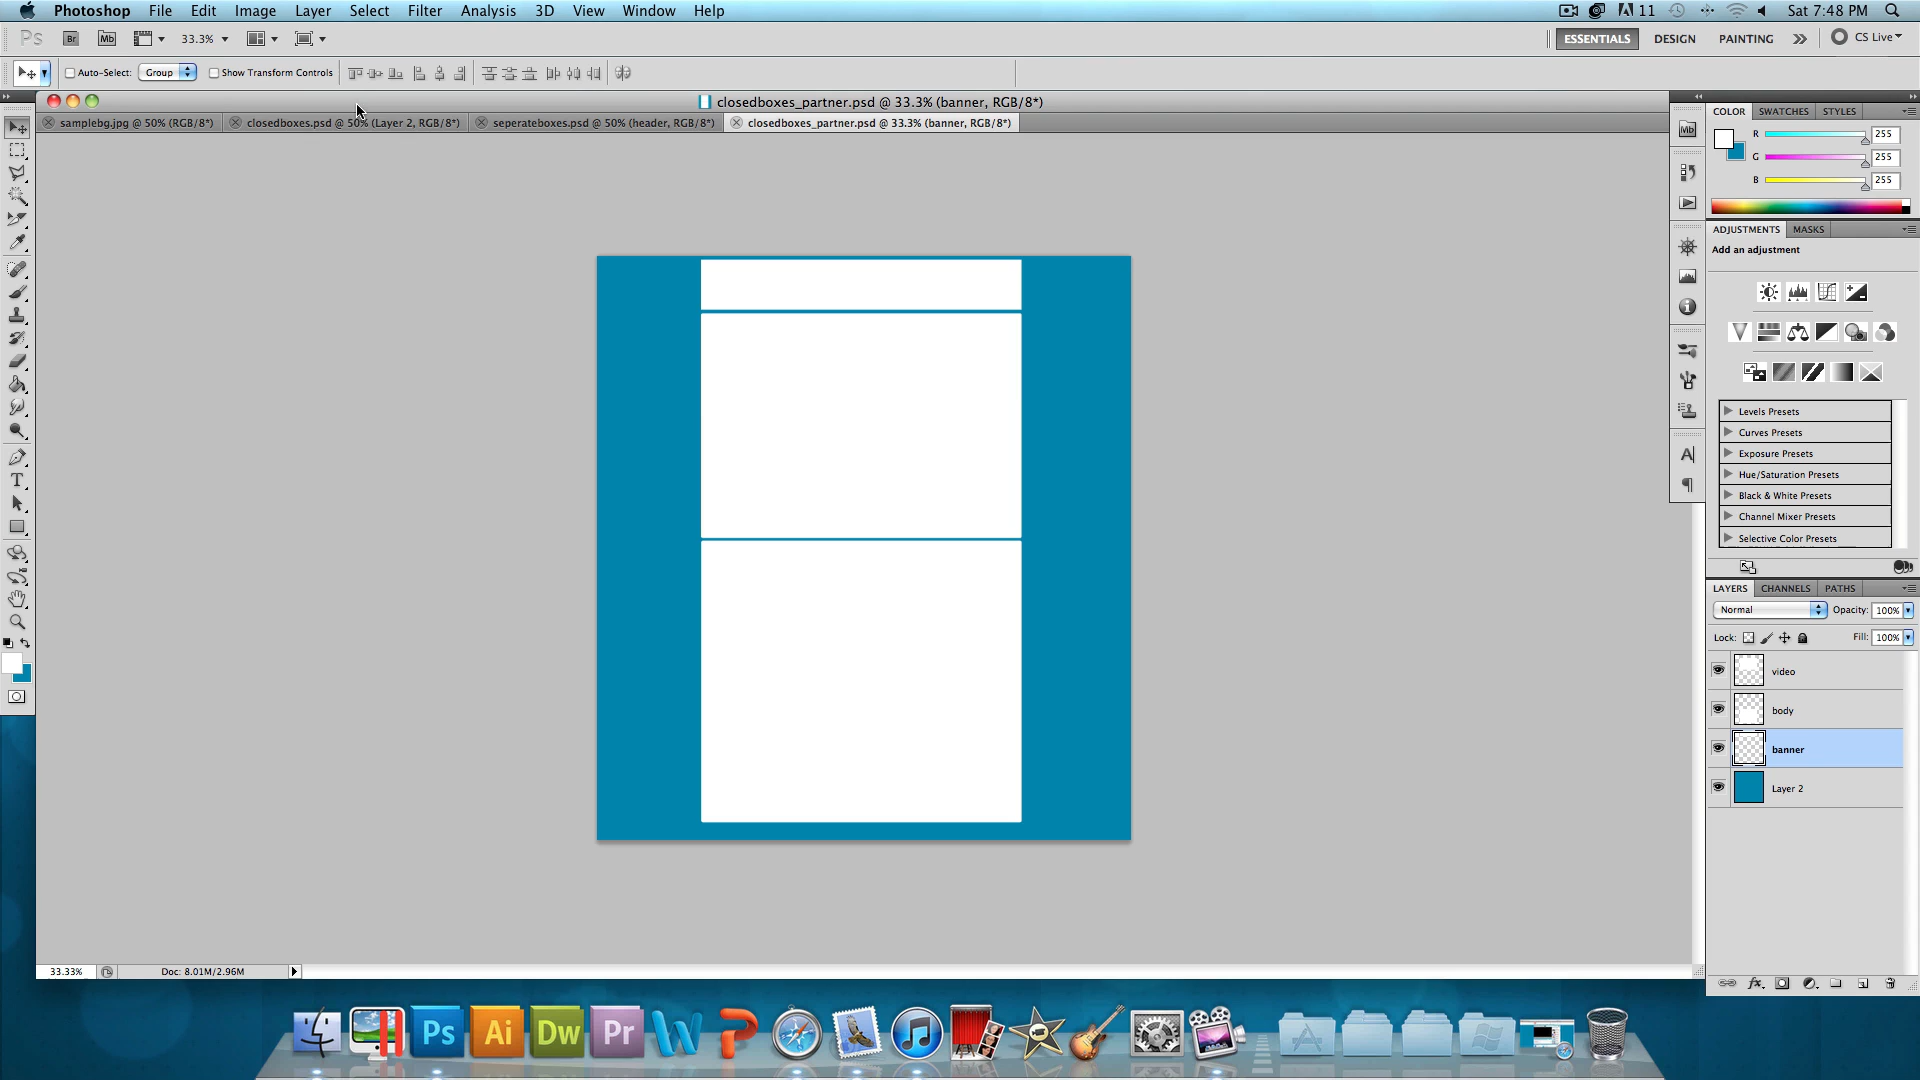 Photoshop File Edit Image Layer Select Filter Analysis 3D View Window Help 11 Sat 7:48 PM
Ps Br Mb 33.3% ESSENTIALS DESIGN PAINTING CS Live
Auto-Select: Group Show Transform Controls
closedboxes_partner.psd @ 33.3% (banner, RGB/8*)
samplebg.jpg @ 50% (RGB/8*) closedboxes.psd @ 50% (Layer 2, RGB/8*) seperateboxes.psd @ 50% (header, RGB/8*) closedboxes_partner.psd @ 33.3% (banner, RGB/8*)
Mb
COLOR SWATCHES STYLES
R 255
G 255
B 255
ADJUSTMENTS MASKS
Add an adjustment
Levels Presets
Curves Presets
Exposure Presets
Hue/Saturation Presets
Black & White Presets
Channel Mixer Presets
Selective Color Presets
LAYERS CHANNELS PATHS
Normal Opacity: 100%
Lock: Fill: 100%
video
body
banner
Layer 2
33.33% Doc: 8.01M/2.96M
Ps Ai Dw Pr